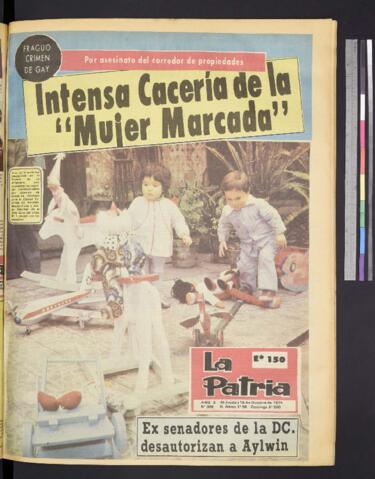 FRAGUO
CRIMEN
DE GAY
Por asesinato del corredor de propiedades
Intensa Cacería de la
"Mujer Marcada"
La
Patria
Eº 150
Ex senadores de la DC.
desautorizan a Aylwin